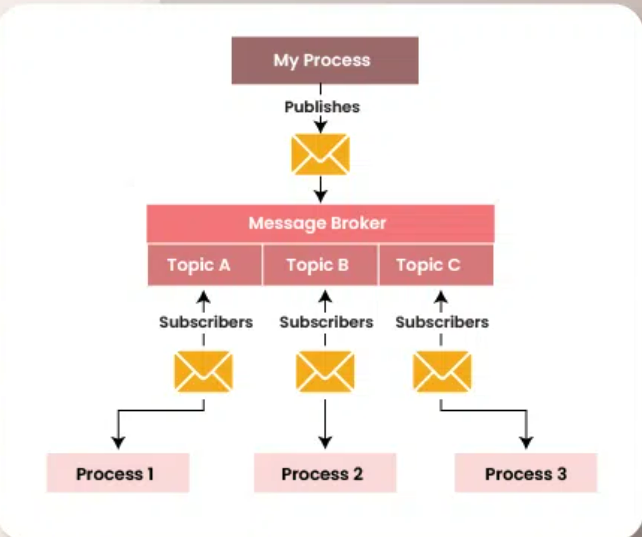 My Process
Publishes
Message Broker
Topic A Topic B Topic C
Subscribers Subscribers Subscribers
Process 1 Process 2 Process 3